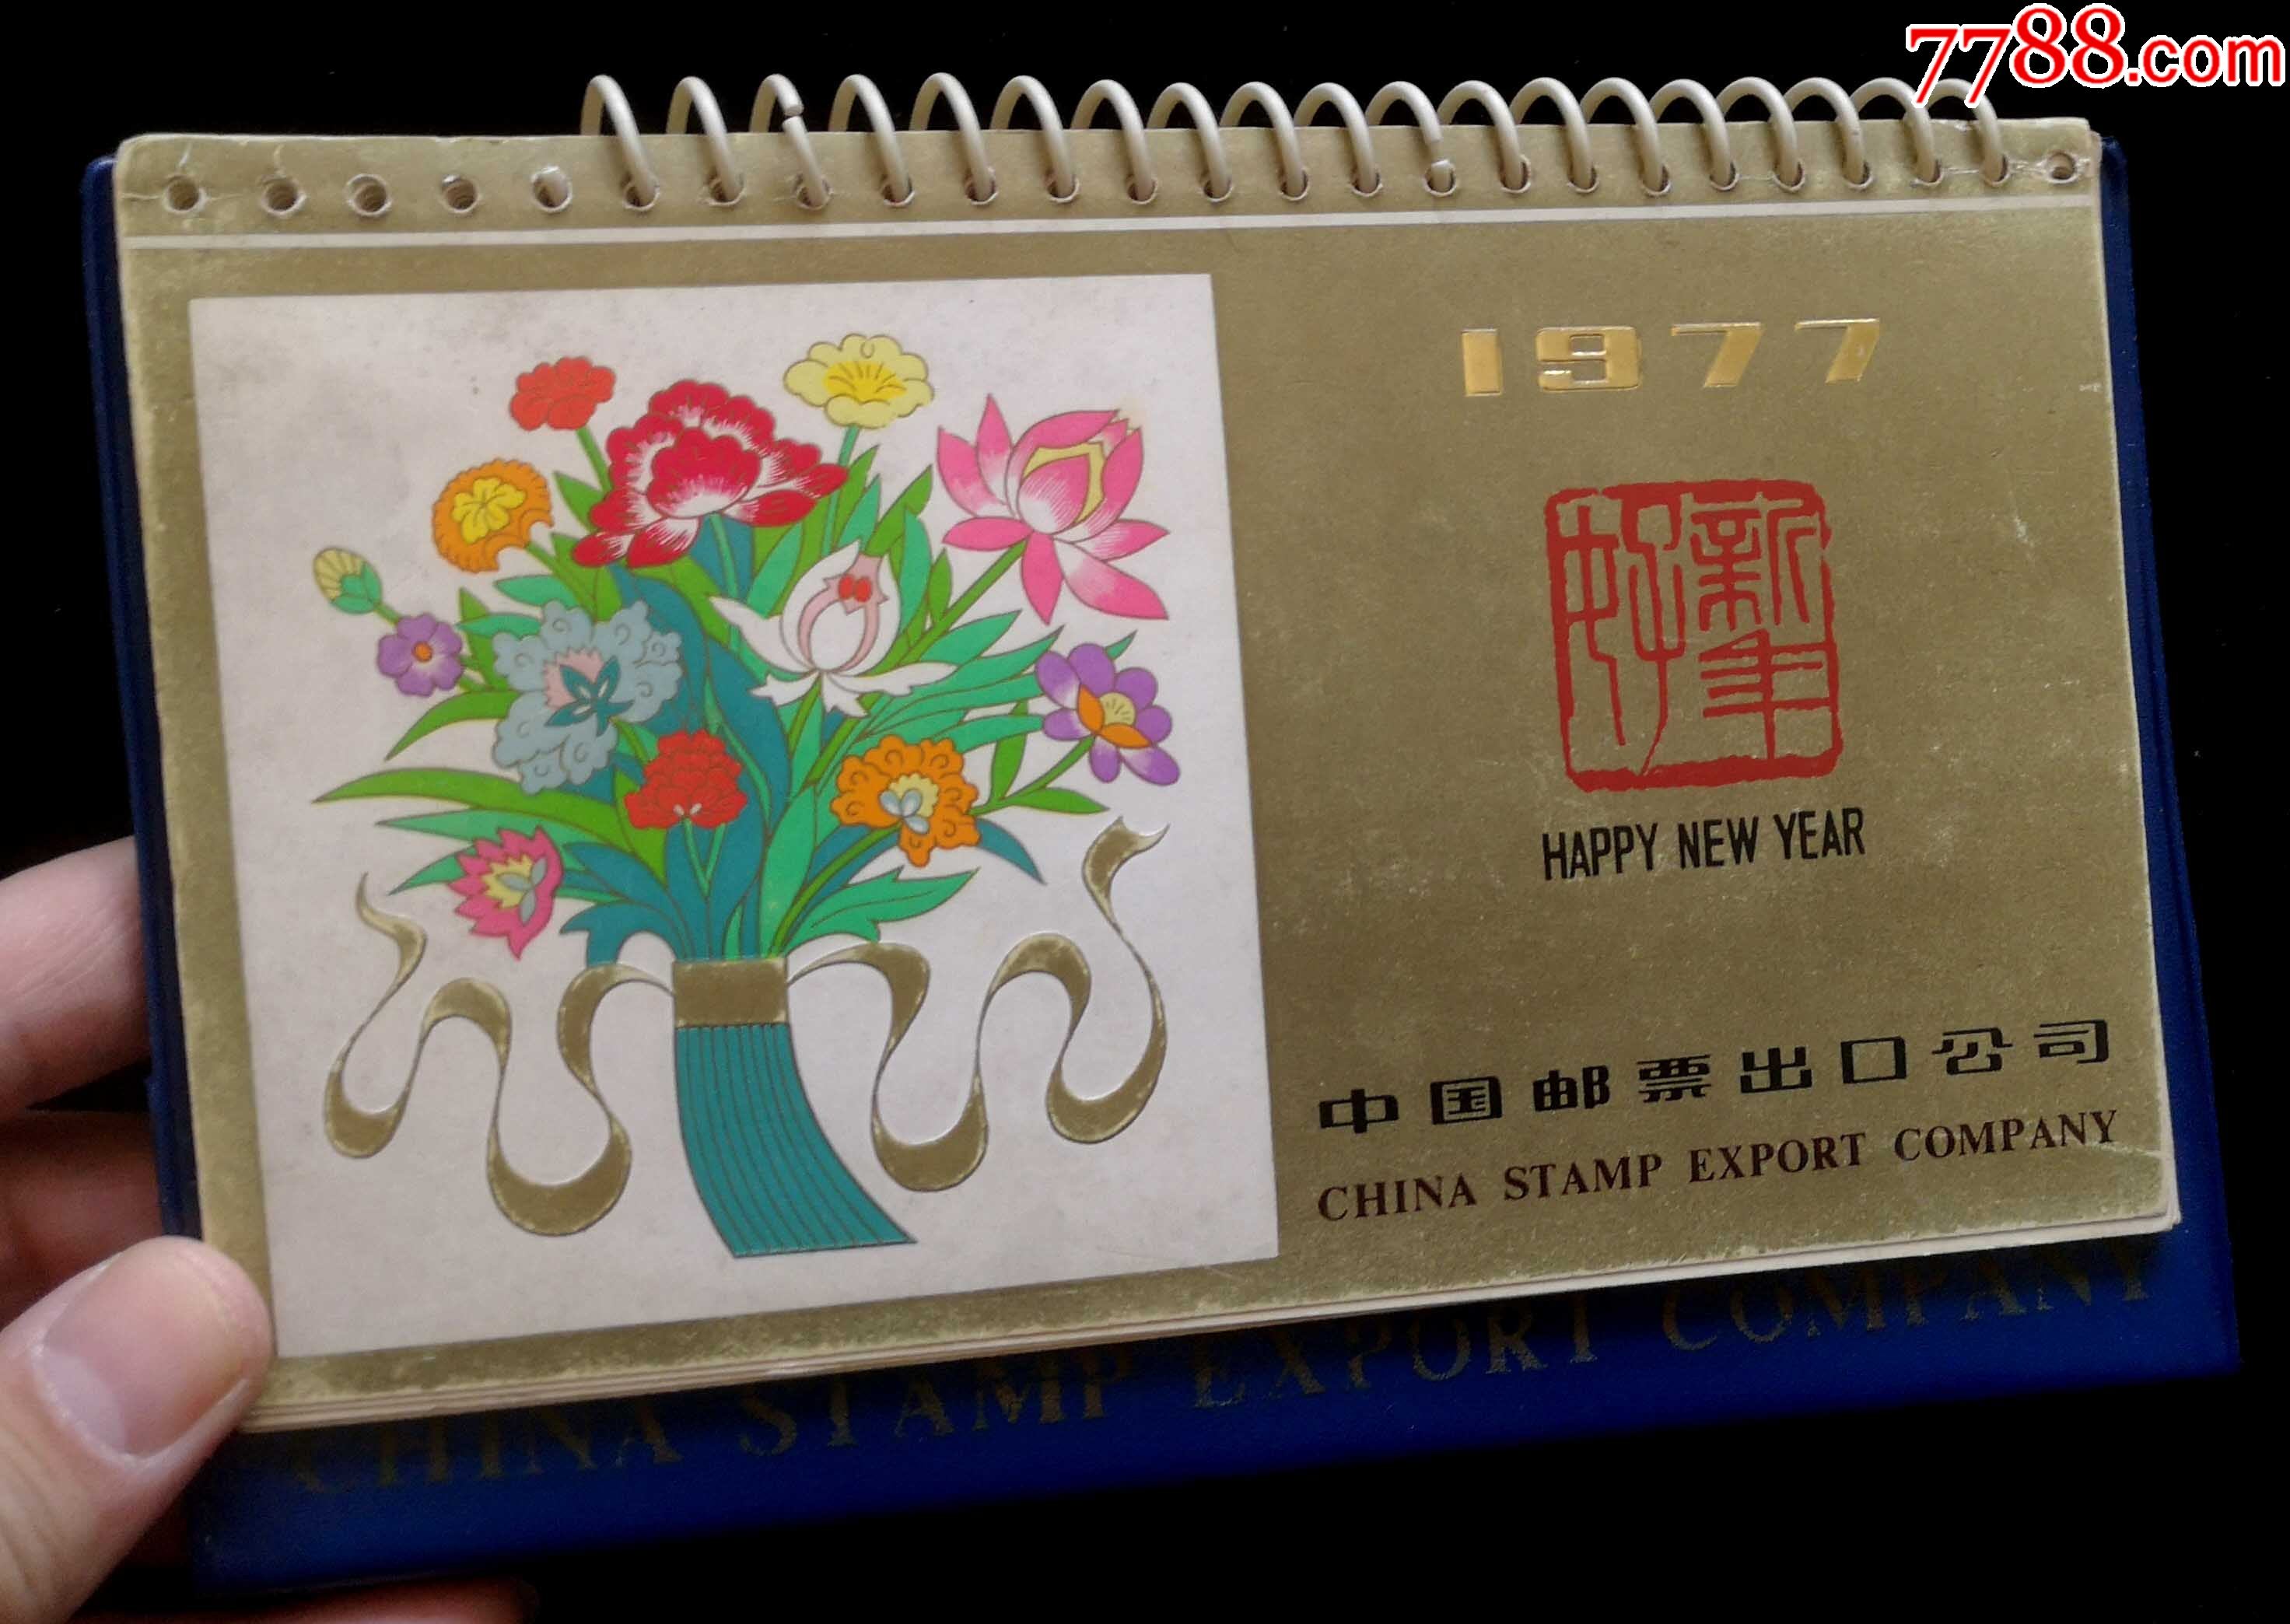 7788.com
1977
新年好
HAPPY NEW YEAR
中国邮票出口公司
CHINA STAMP EXPORT COMPANY
CHINA STAMP EXPORT COMPANY